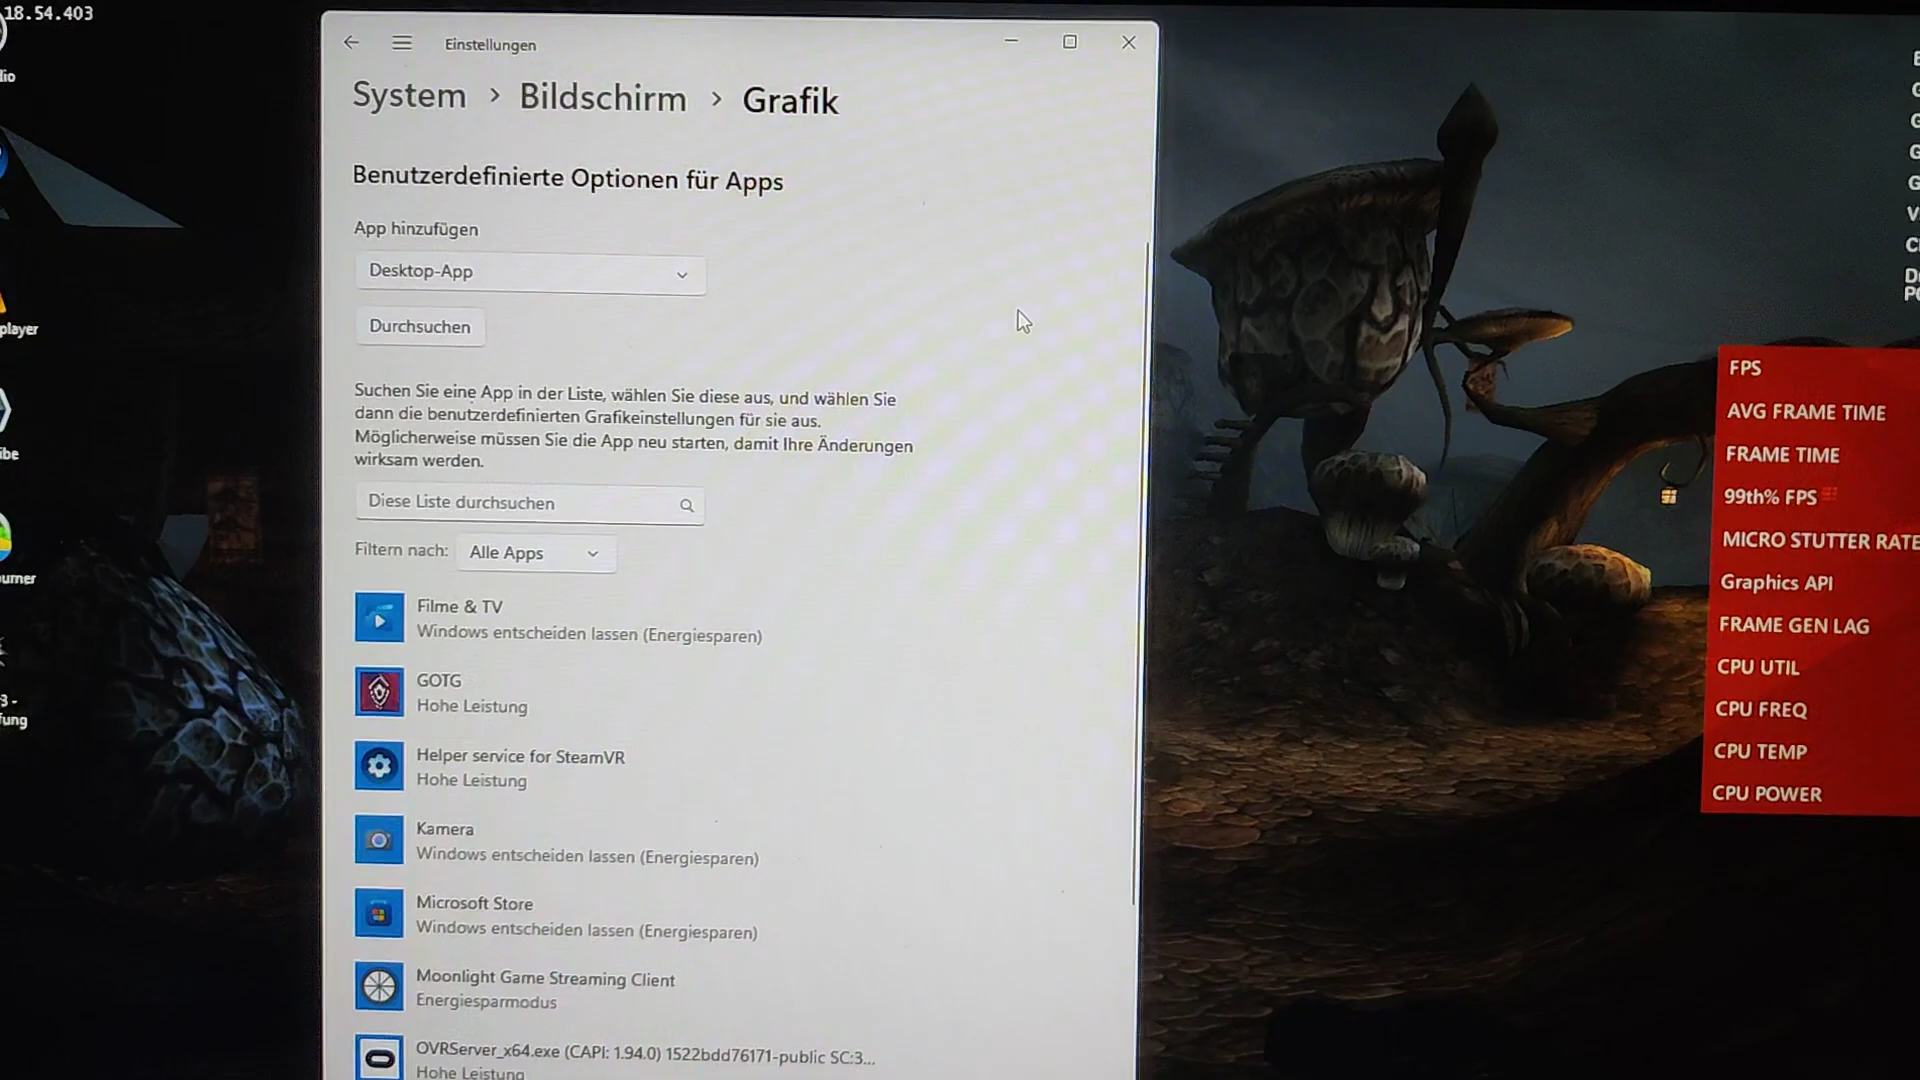 18.54.403
Einstellungen
System > Bildschirm > Grafik
Benutzerdefinierte Optionen für Apps
App hinzufügen
Desktop-App
Durchsuchen
Suchen Sie eine App in der Liste, wählen Sie diese aus, und wählen Sie
dann die benutzerdefinierten Grafikeinstellungen für sie aus.
Möglicherweise müssen Sie die App neu starten, damit Ihre Änderungen
wirksam werden.
Diese Liste durchsuchen
Filtern nach: Alle Apps
Filme & TV
Windows entscheiden lassen (Energiesparen)
GOTG
Hohe Leistung
Helper service for SteamVR
Hohe Leistung
Kamera
Windows entscheiden lassen (Energiesparen)
Microsoft Store
Windows entscheiden lassen (Energiesparen)
Moonlight Game Streaming Client
Energiesparmodus
OVRServer_x64.exe (CAPI: 1.94.0) 1522bdd76171-public SC:3...
Hohe Leistung
player
FPS
AVG FRAME TIME
FRAME TIME
99th% FPS
MICRO STUTTER RATE
Graphics API
FRAME GEN LAG
CPU UTIL
CPU FREQ
CPU TEMP
CPU POWER